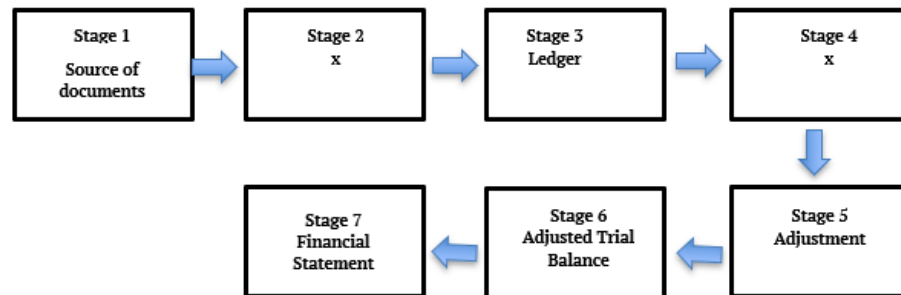 Stage 1
Source of
documents
Stage 2
x
Stage 3
Ledger
Stage 4
x
Stage 5
Adjustment
Stage 6
Adjusted Trial
Balance
Stage 7
Financial
Statement